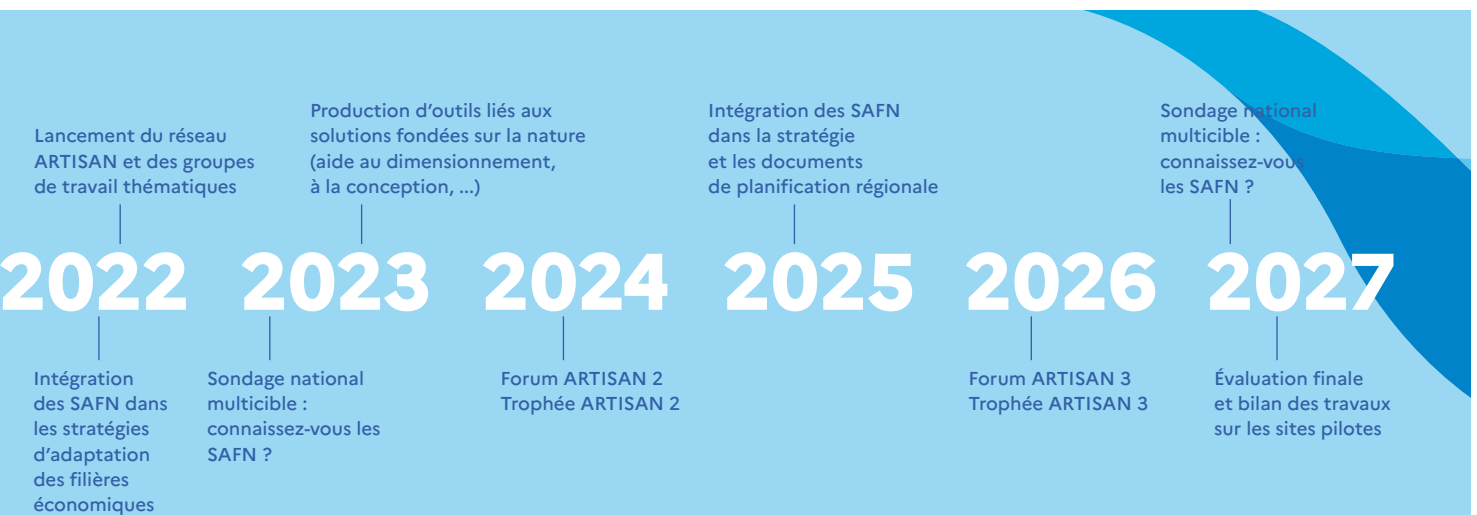 Lancement du réseau
ARTISAN et des groupes
de travail thématiques
Production d'outils liés aux
solutions fondées sur la nature
(aide au dimensionnement,
à la conception, ...)
Intégration des SAFN
dans la stratégie
et les documents
de planification régionale
Sondage national
multicible :
connaissez-vous
les SAFN ?
2022 2023 2024 2025 2026 2027
Intégration
des SAFN dans
les stratégies
d'adaptation
des filières
économiques
Sondage national
multicible :
connaissez-vous les
SAFN ?
Forum ARTISAN 2
Trophée ARTISAN 2
Forum ARTISAN 3
Trophée ARTISAN 3
Évaluation finale
et bilan des travaux
sur les sites pilotes